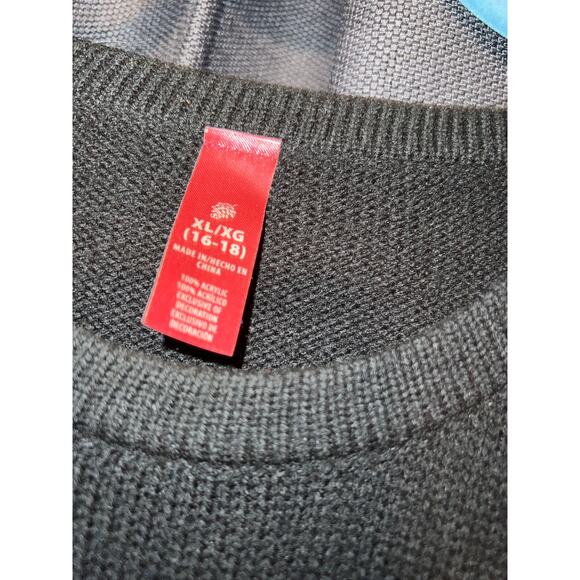 XL/XG
(16-18)
MADE IN/HECHO EN
CHINA
100% ACRYLIC
100% ACRÍLICO
EXCLUSIVE OF
DECORATION
EXCLUSIVO DE
DECORACIÓN